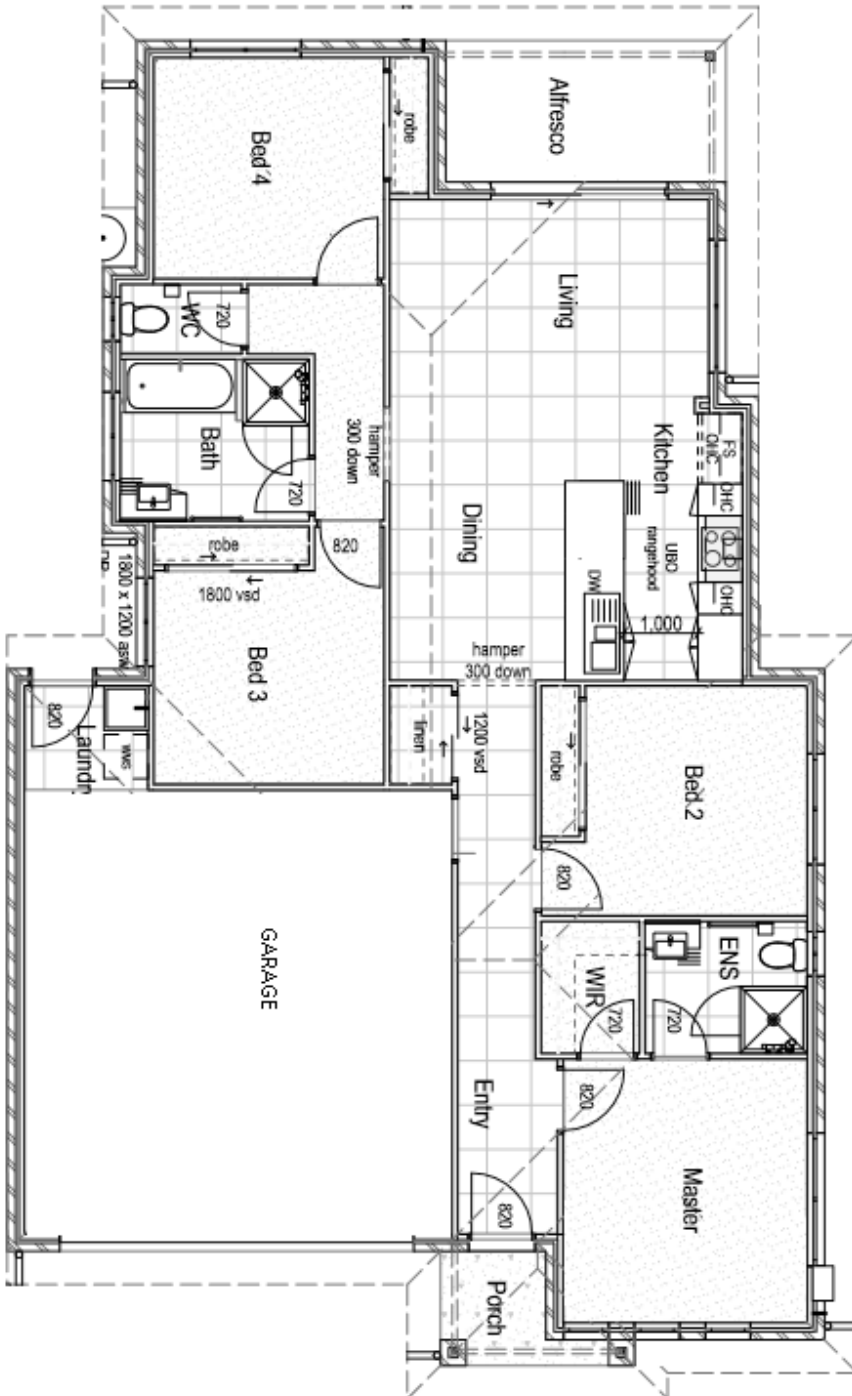 Alfresco
robe
Bed 4
Living
WC
720
Kitchen
FS
OHC
OHC
UBO
rangehood
OHC
hamper
300 down
Bath
720
Dining
DW
1,000
robe
820
1800 vsd
Bed 3
1800 x 1200
hamper
300 down
linen
1200 vsd
robe
Bed.2
820
820
WMS
GARAGE
WIR
720
ENS
720
Entry
820
Master
820
Porch